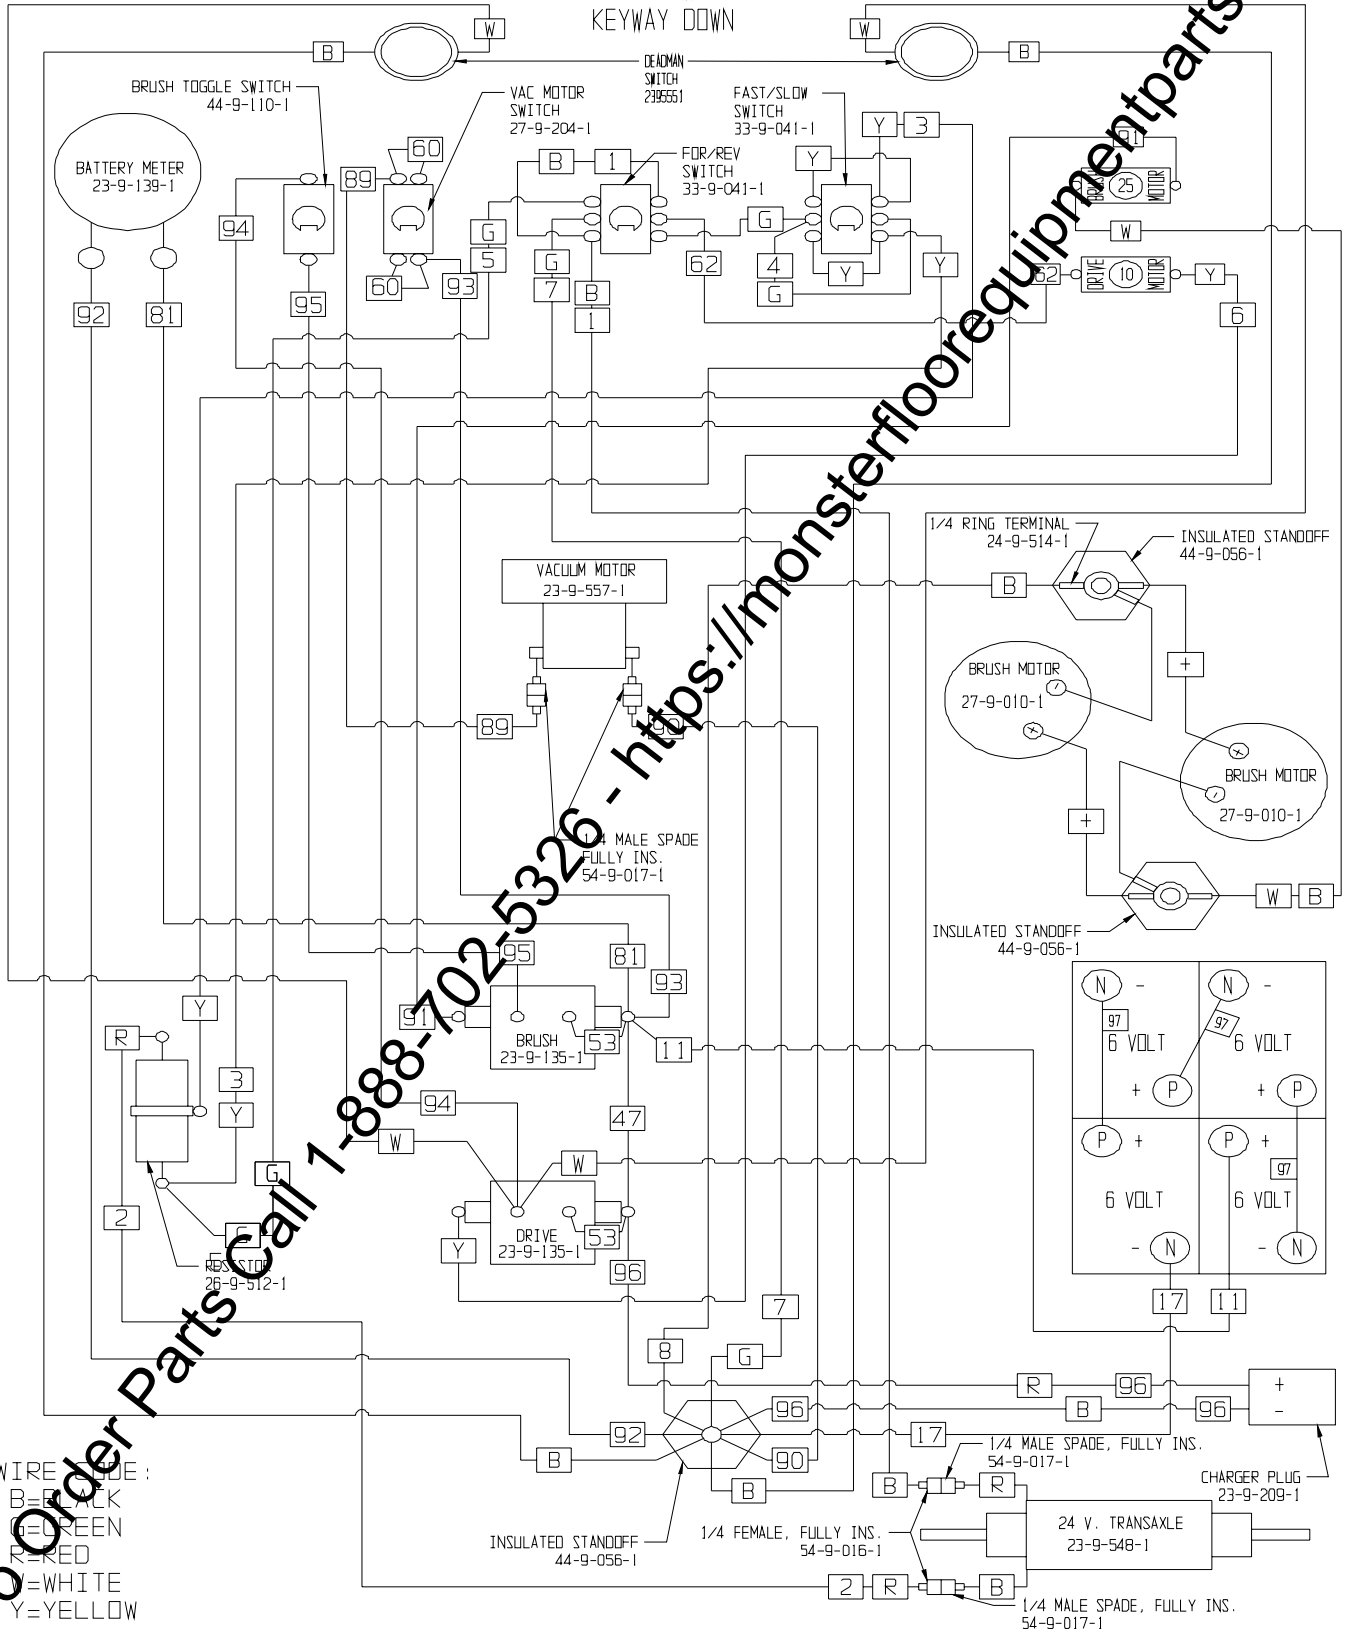 KEYWAY DOWN
W
W
B
B
DEADMAN
SWITCH
2395551
BRUSH TOGGLE SWITCH
44-9-110-1
VAC MOTOR
SWITCH
27-9-204-1
FAST/SLOW
SWITCH
33-9-041-1
FOR/REV
SWITCH
33-9-041-1
BATTERY METER
23-9-139-1
Y
3
60
B
1
Y
89
94
G
5
G
G
7
62
4
G
Y
Y
B
1
60
93
95
92
81
91
25
MOTOR
W
62
DRIVE
10
MOTOR
Y
6
1/4 RING TERMINAL
24-9-514-1
INSULATED STANDOFF
44-9-056-1
VACUUM MOTOR
23-9-557-1
B
+
BRUSH MOTOR
27-9-010-1
BRUSH MOTOR
27-9-010-1
+
89
90
1/4 MALE SPADE
FULLY INS.
54-9-017-1
W
B
INSULATED STANDOFF
44-9-056-1
95
81
93
91
BRUSH
23-9-135-1
53
11
Y
R
3
Y
94
47
W
W
G
2
G
RESISTOR
26-9-512-1
Y
DRIVE
23-9-135-1
53
96
N -
N -
97
97
6 VOLT
6 VOLT
+ P
+ P
P +
P +
97
6 VOLT
6 VOLT
- N
- N
17
11
7
8
G
R
96
+
-
96
B
96
92
17
B
90
B
1/4 MALE SPADE, FULLY INS.
54-9-017-1
B
R
CHARGER PLUG
23-9-209-1
INSULATED STANDOFF
44-9-056-1
1/4 FEMALE, FULLY INS.
54-9-016-1
24 V. TRANSAXLE
23-9-548-1
2
R
B
1/4 MALE SPADE, FULLY INS.
54-9-017-1
WIRE CODE:
B=BLACK
G=GREEN
R=RED
W=WHITE
Y=YELLOW
Order Parts Call 1-888-702-5326 - https://monsterfloorequipmentparts